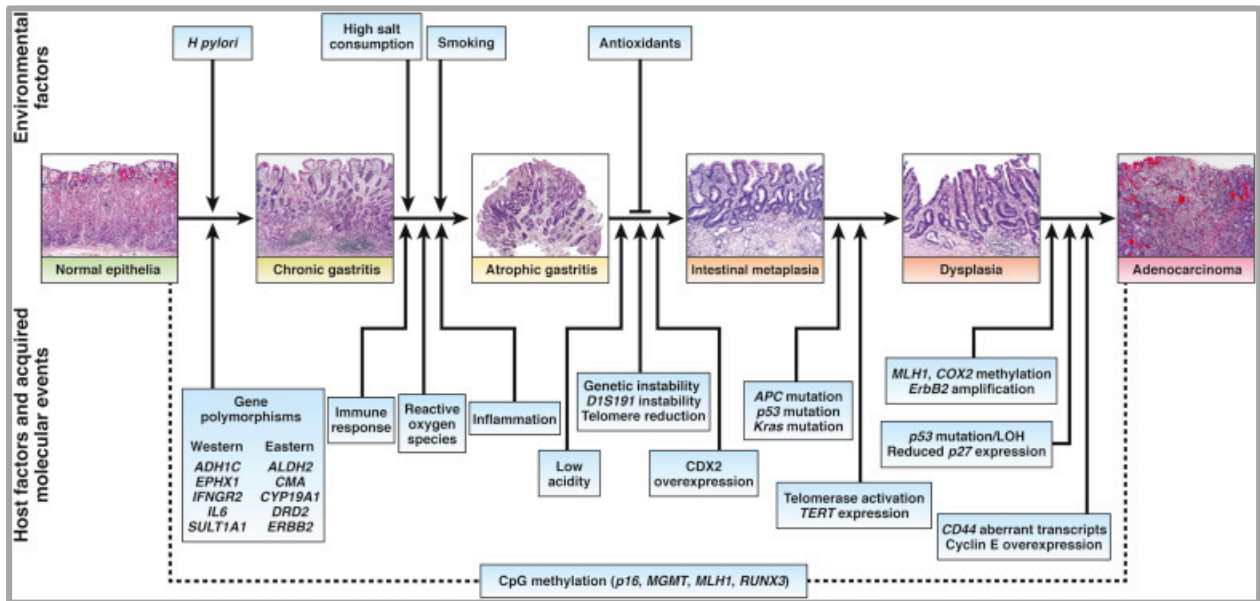 Environmental
factors
H pylori
High salt
consumption
Smoking
Antioxidants
Normal epithelia
Chronic gastritis
Atrophic gastritis
Intestinal metaplasia
Dysplasia
Adenocarcinoma
Host factors and acquired
molecular events
Gene
polymorphisms
Western Eastern
ADH1C ALDH2
EPHX1 CMA
IFNGR2 CYP19A1
IL6 DRD2
SULT1A1 ERBB2
Immune
response
Reactive
oxygen
species
Inflammation
Low
acidity
Genetic instability
D1S191 instability
Telomere reduction
CDX2
overexpression
APC mutation
p53 mutation
Kras mutation
Telomerase activation
TERT expression
MLH1, COX2 methylation
ErbB2 amplification
p53 mutation/LOH
Reduced p27 expression
CD44 aberrant transcripts
Cyclin E overexpression
CpG methylation (p16, MGMT, MLH1, RUNX3)